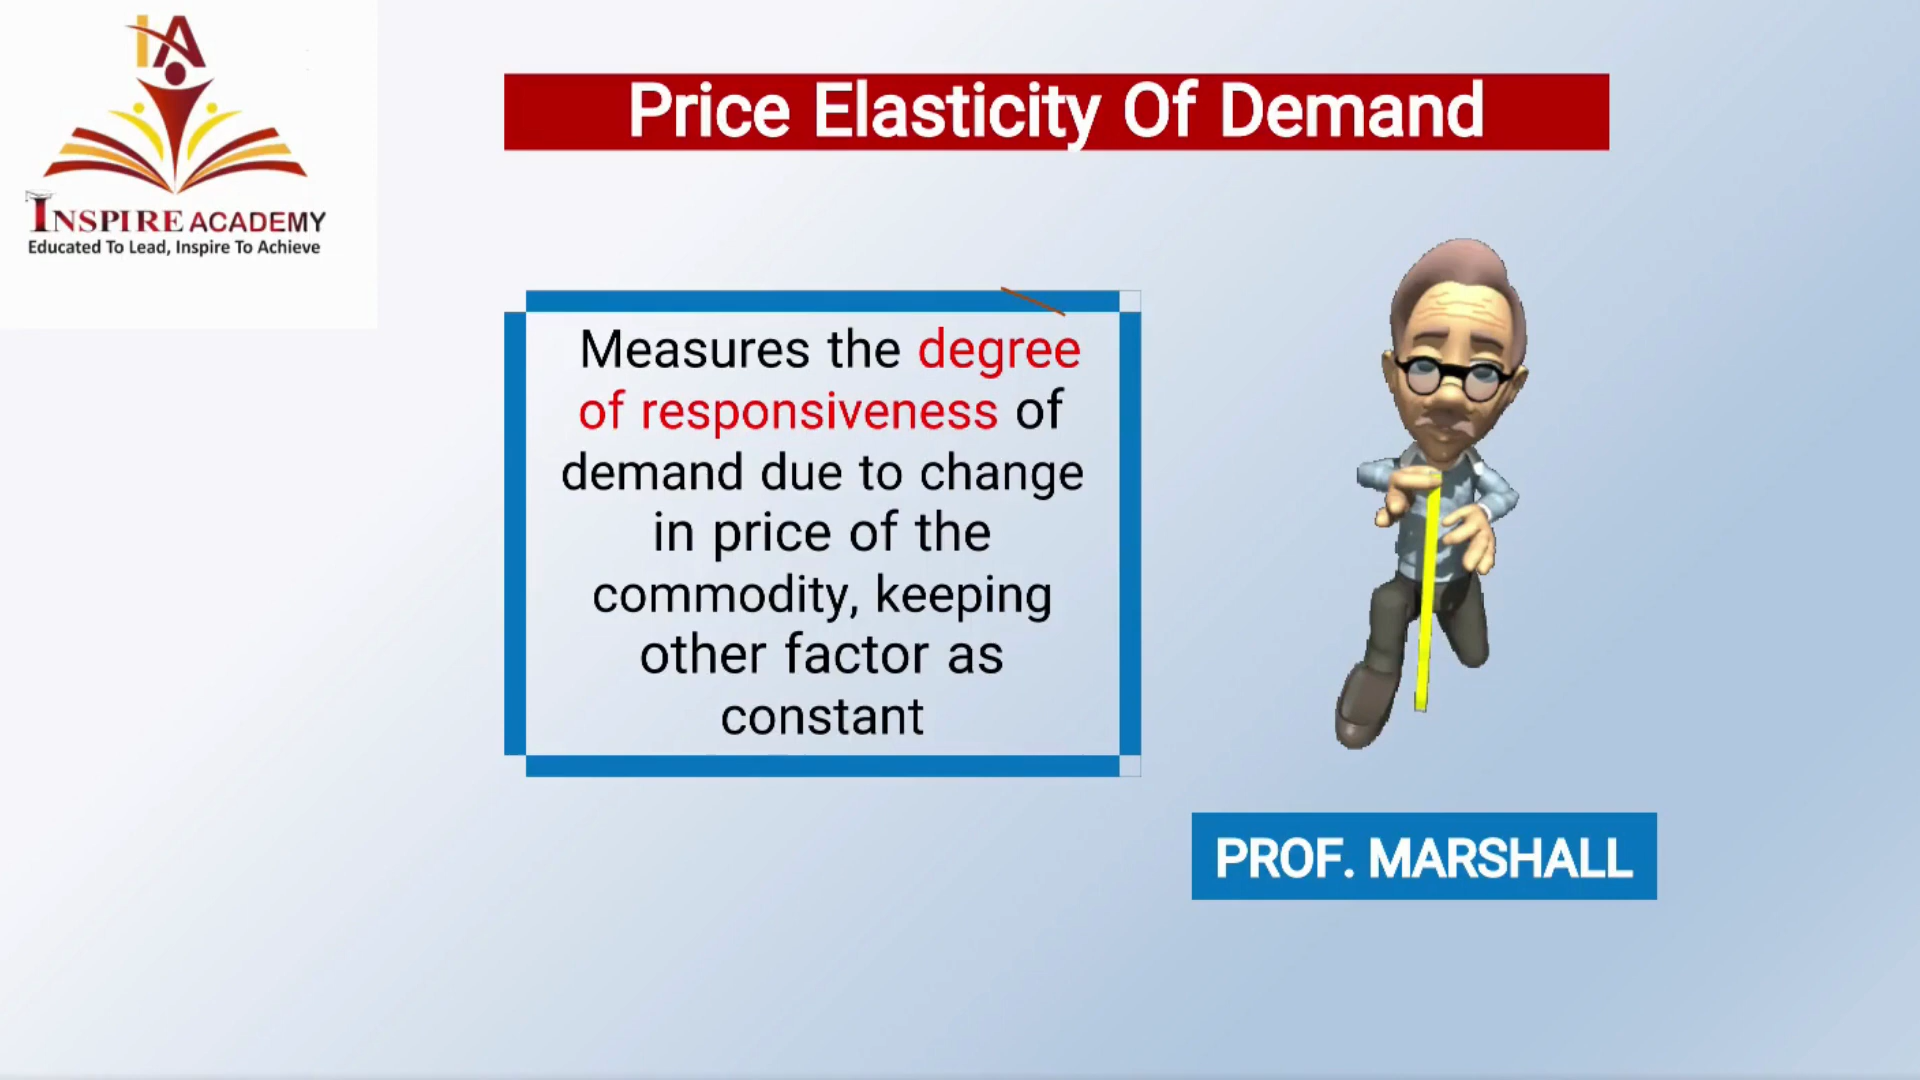 IA
INSPIRE ACADEMY
Educated To Lead, Inspire To Achieve
Price Elasticity Of Demand
Measures the degree
of responsiveness of
demand due to change
in price of the
commodity, keeping
other factor as
constant
PROF. MARSHALL